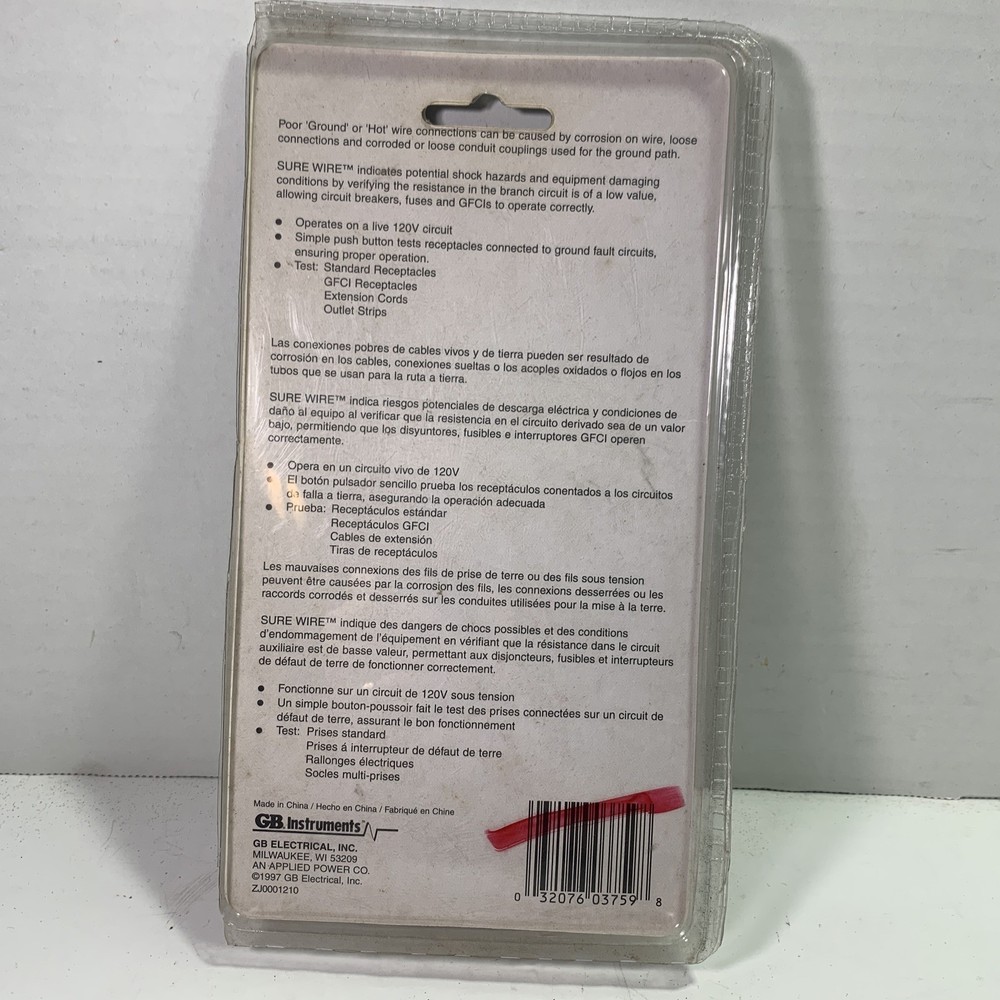 Poor 'Ground' or 'Hot' wire connections can be caused by corrosion on wire, loose
connections and corroded or loose conduit couplings used for the ground path.
SURE WIRE™ indicates potential shock hazards and equipment damaging
conditions by verifying the resistance in the branch circuit is of a low value,
allowing circuit breakers, fuses and GFCIs to operate correctly.
• Operates on a live 120V circuit
• Simple push button tests receptacles connected to ground fault circuits,
ensuring proper operation.
• Test: Standard Receptacles
GFCI Receptacles
Extension Cords
Outlet Strips
Las conexiones pobres de cables vivos y de tierra pueden ser resultado de
corrosión en los cables, conexiones sueltas o los acoples oxidados o flojos en los
tubos que se usan para la ruta a tierra.
SURE WIRE™ indica riesgos potenciales de descarga eléctrica y condiciones de
daño al equipo al verificar que la resistencia en el circuito derivado sea de un valor
bajo, permitiendo que los disyuntores, fusibles e interruptores GFCI operen
correctamente.
• Opera en un circuito vivo de 120V
• El botón pulsador sencillo prueba los receptáculos conentados a los circuitos
da falla a tierra, asegurando la operación adecuada
• Prueba: Receptáculos estándar
Receptáculos GFCI
Cables de extensión
Tiras de receptáculos
Les mauvaises connexions des fils de prise de terre ou des fils sous tension
peuvent être causées par la corrosion des fils, les connexions desserrées ou les
raccords corrodés et desserrés sur les conduites utilisées pour la mise à la terre.
SURE WIRE™ indique des dangers de chocs possibles et des conditions
d'endommagement de l'équipement en vérifiant que la résistance dans le circuit
auxiliaire est de basse valeur, permettant aux disjoncteurs, fusibles et interrupteurs
de défaut de terre de fonctionner correctement.
• Fonctionne sur un circuit de 120V sous tension
• Un simple bouton-poussoir fait le test des prises connectées sur un circuit de
défaut de terre, assurant le bon fonctionnement
• Test: Prises standard
Prises á interrupteur de défaut de terre
Rallonges électriques
Socles multi-prises
Made in China / Hecho en China / Fabriqué en Chine
GB Instruments
GB ELECTRICAL, INC.
MILWAUKEE, WI 53209
AN APPLIED POWER CO.
©1997 GB Electrical, Inc.
ZJ0001210
0 32076 03759 8